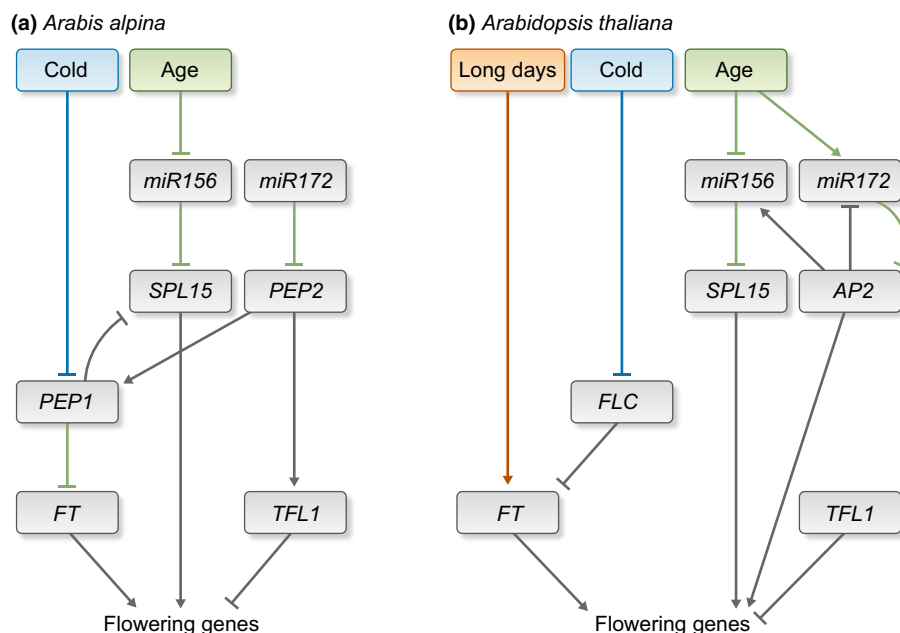 (a) Arabis alpina
Cold
Age
miR156
miR172
SPL15
PEP2
PEP1
FT
TFL1
Flowering genes
(b) Arabidopsis thaliana
Long days
Cold
Age
miR156
miR172
SPL15
AP2
FLC
FT
TFL1
Flowering genes